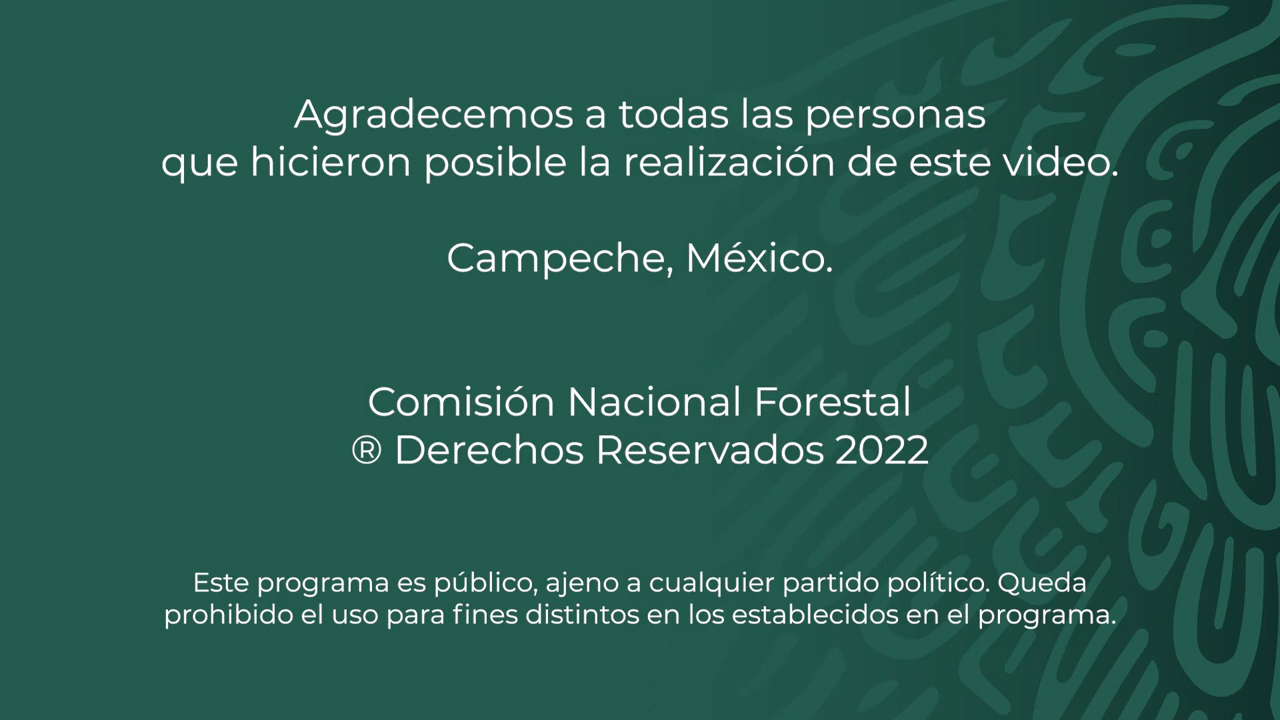 Agradecemos a todas las personas
que hicieron posible la realización de este video.
Campeche, México.
Comisión Nacional Forestal
® Derechos Reservados 2022
Este programa es público, ajeno a cualquier partido político. Queda
prohibido el uso para fines distintos en los establecidos en el programa.